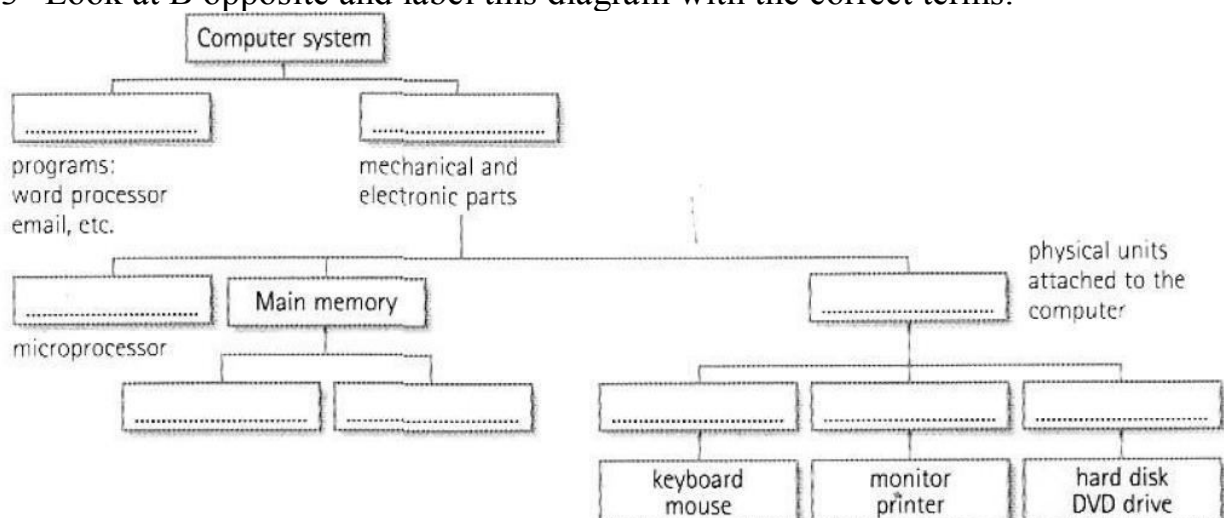 3 Look at B opposite and label this diagram with the correct terms.
Computer system
programs:
word processor
email, etc.
mechanical and
electronic parts
physical units
attached to the
computer
Main memory
microprocessor
keyboard
mouse
monitor
printer
hard disk
DVD drive